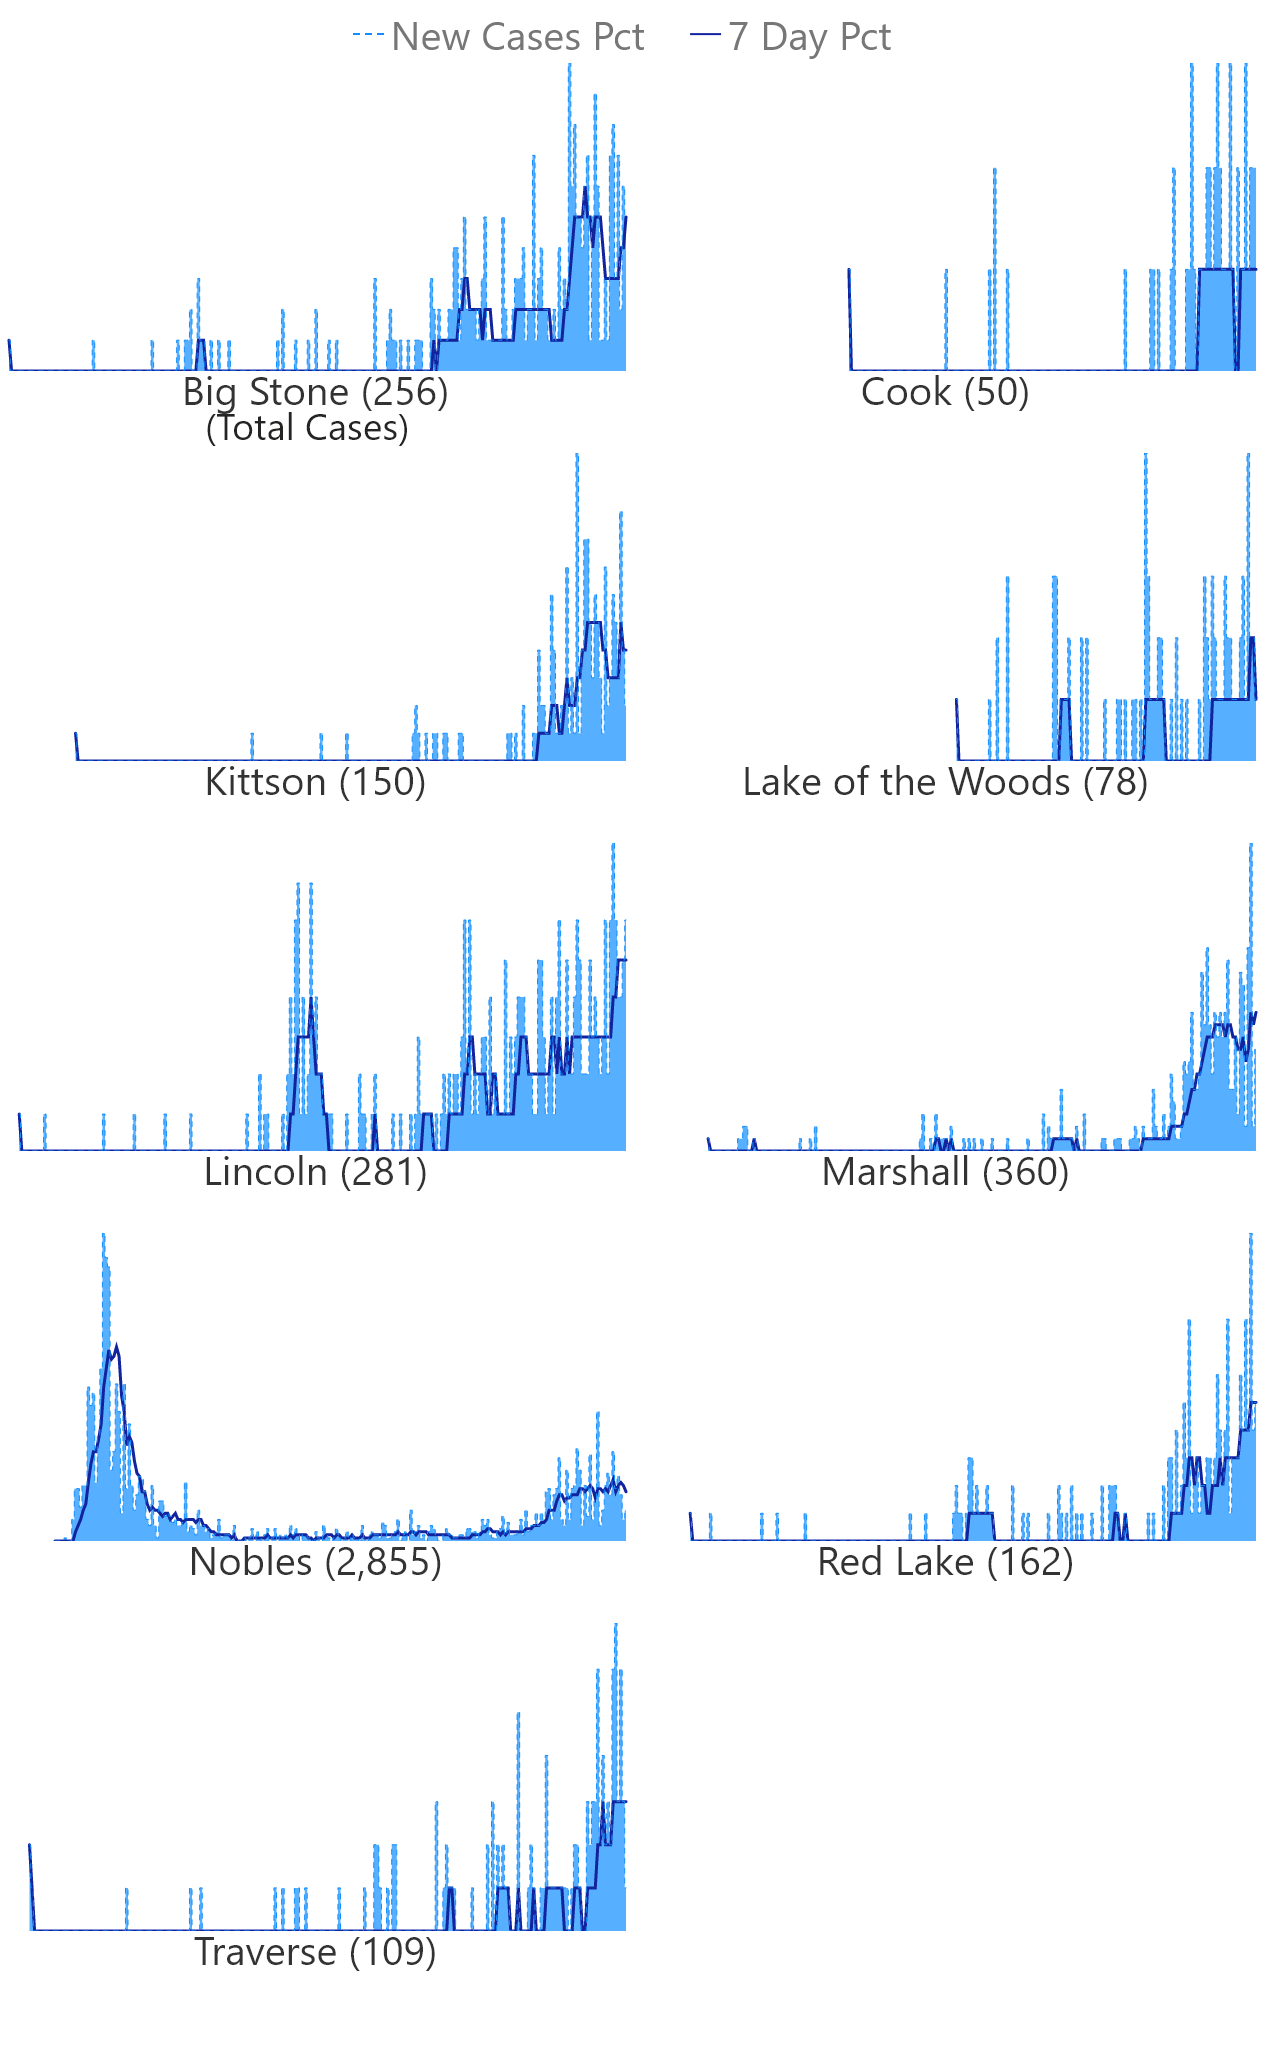 New Cases Pct 7 Day Pct
Big Stone (256) Cook (50)
(Total Cases)
Kittson (150) Lake of the Woods (78)
Lincoln (281) Marshall (360)
Nobles (2,855) Red Lake (162)
Traverse (109)